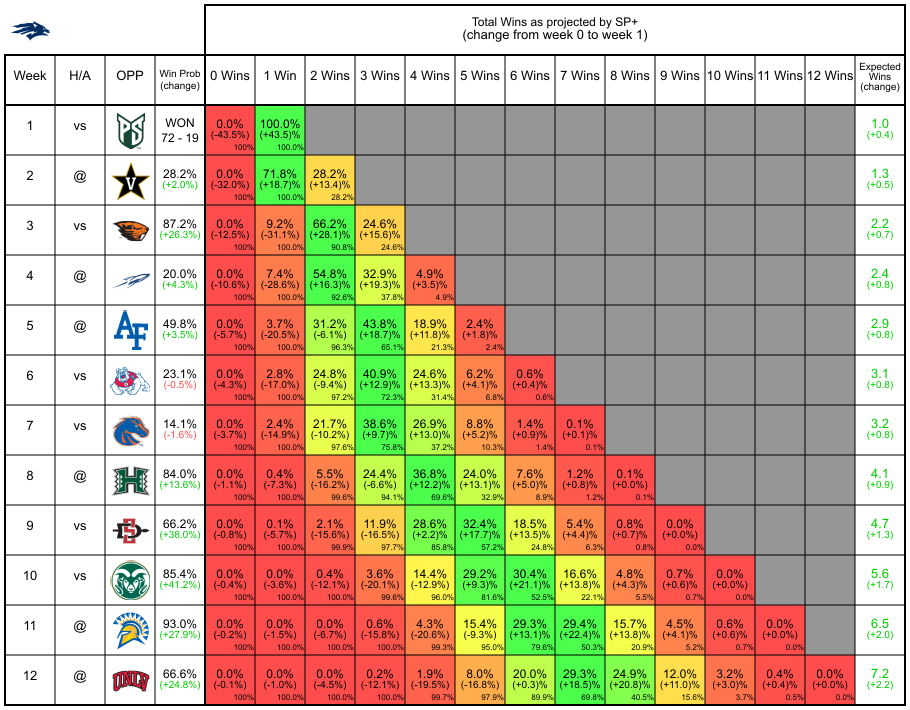 Total Wins as projected by SP+
(change from week 0 to week 1)
Week H/A OPP Win Prob (change) 0 Wins 1 Win 2 Wins 3 Wins 4 Wins 5 Wins 6 Wins 7 Wins 8 Wins 9 Wins 10 Wins 11 Wins 12 Wins Expected Wins (change)
1 vs PS WON 0.0% 100.0% 1.0
72 - 19 (-43.5%) (+43.5)% (+0.4)
100% 100.0%
2 @ V 28.2% 0.0% 71.8% 28.2% 1.3
(+2.0%) (-32.0%) (+18.7)% (+13.4)% (+0.5)
100% 100.0% 28.2%
3 vs 87.2% 0.0% 9.2% 66.2% 24.6% 2.2
(+26.3%) (-12.5%) (-31.1%) (+28.1)% (+15.6)% (+0.7)
100% 100.0% 90.8% 24.6%
4 @ 20.0% 0.0% 7.4% 54.8% 32.9% 4.9% 2.4
(+4.3%) (-10.6%) (-28.6%) (+16.3)% (+19.3)% (+3.5)% (+0.8)
100% 100.0% 92.6% 37.8% 4.9%
5 @ AF 49.8% 0.0% 3.7% 31.2% 43.8% 18.9% 2.4% 2.9
(+3.5%) (-5.7%) (-20.5%) (-6.1%) (+18.7)% (+11.8)% (+1.8)% (+0.8)
100% 100.0% 96.3% 65.1% 21.3% 2.4%
6 vs 23.1% 0.0% 2.8% 24.8% 40.9% 24.6% 6.2% 0.6% 3.1
(-0.5%) (-4.3%) (-17.0%) (-9.4%) (+12.9)% (+13.3)% (+4.1)% (+0.4)% (+0.8)
100% 100.0% 97.2% 72.3% 31.4% 6.8% 0.6%
7 vs 14.1% 0.0% 2.4% 21.7% 38.6% 26.9% 8.8% 1.4% 0.1% 3.2
(-1.6%) (-3.7%) (-14.9%) (-10.2%) (+9.7)% (+13.0)% (+5.2)% (+0.9)% (+0.1)% (+0.8)
100% 100.0% 97.6% 75.8% 37.2% 10.3% 1.4% 0.1%
8 @ H 84.0% 0.0% 0.4% 5.5% 24.4% 36.8% 24.0% 7.6% 1.2% 0.1% 4.1
(+13.6%) (-1.1%) (-7.3%) (-16.2%) (-6.6%) (+12.2)% (+13.1)% (+5.0)% (+0.8)% (+0.0)% (+0.9)
100% 100.0% 99.6% 94.1% 69.6% 32.9% 8.9% 1.2% 0.1%
9 vs SD 66.2% 0.0% 0.1% 2.1% 11.9% 28.6% 32.4% 18.5% 5.4% 0.8% 0.0% 4.7
(+38.0%) (-0.8%) (-5.7%) (-15.6%) (-16.5%) (+2.2)% (+17.7)% (+13.5)% (+4.4)% (+0.7)% (+0.0)% (+1.3)
100% 100.0% 99.9% 97.7% 85.8% 57.2% 24.8% 6.3% 0.8% 0.0%
10 vs 85.4% 0.0% 0.0% 0.4% 3.6% 14.4% 29.2% 30.4% 16.6% 4.8% 0.7% 0.0% 5.6
(+41.2%) (-0.4%) (-3.6%) (-12.1%) (-20.1%) (-12.9%) (+9.3)% (+21.1)% (+13.8)% (+4.3)% (+0.6)% (+0.0)% (+1.7)
100% 100.0% 100.0% 99.6% 96.0% 81.6% 52.5% 22.1% 5.5% 0.7% 0.0%
11 @ 93.0% 0.0% 0.0% 0.0% 0.6% 4.3% 15.4% 29.3% 29.4% 15.7% 4.5% 0.6% 0.0% 6.5
(+27.9%) (-0.2%) (-1.5%) (-6.7%) (-15.8%) (-20.6%) (-9.3%) (+13.1)% (+22.4)% (+13.8)% (+4.1)% (+0.6)% (+0.0)% (+2.0)
100% 100.0% 100.0% 100.0% 99.3% 95.0% 79.6% 50.3% 20.9% 5.2% 0.7% 0.0%
12 @ UNLV 66.6% 0.0% 0.0% 0.0% 0.2% 1.9% 8.0% 20.0% 29.3% 24.9% 12.0% 3.2% 0.4% 0.0% 7.2
(+24.8%) (-0.1%) (-1.0%) (-4.5%) (-12.1%) (-19.5%) (-16.8%) (+0.3)% (+18.5)% (+20.8)% (+11.0)% (+3.0)% (+0.4)% (+0.0)% (+2.2)
100% 100.0% 100.0% 100.0% 99.7% 97.9% 89.9% 69.8% 40.5% 15.6% 3.7% 0.5% 0.0%